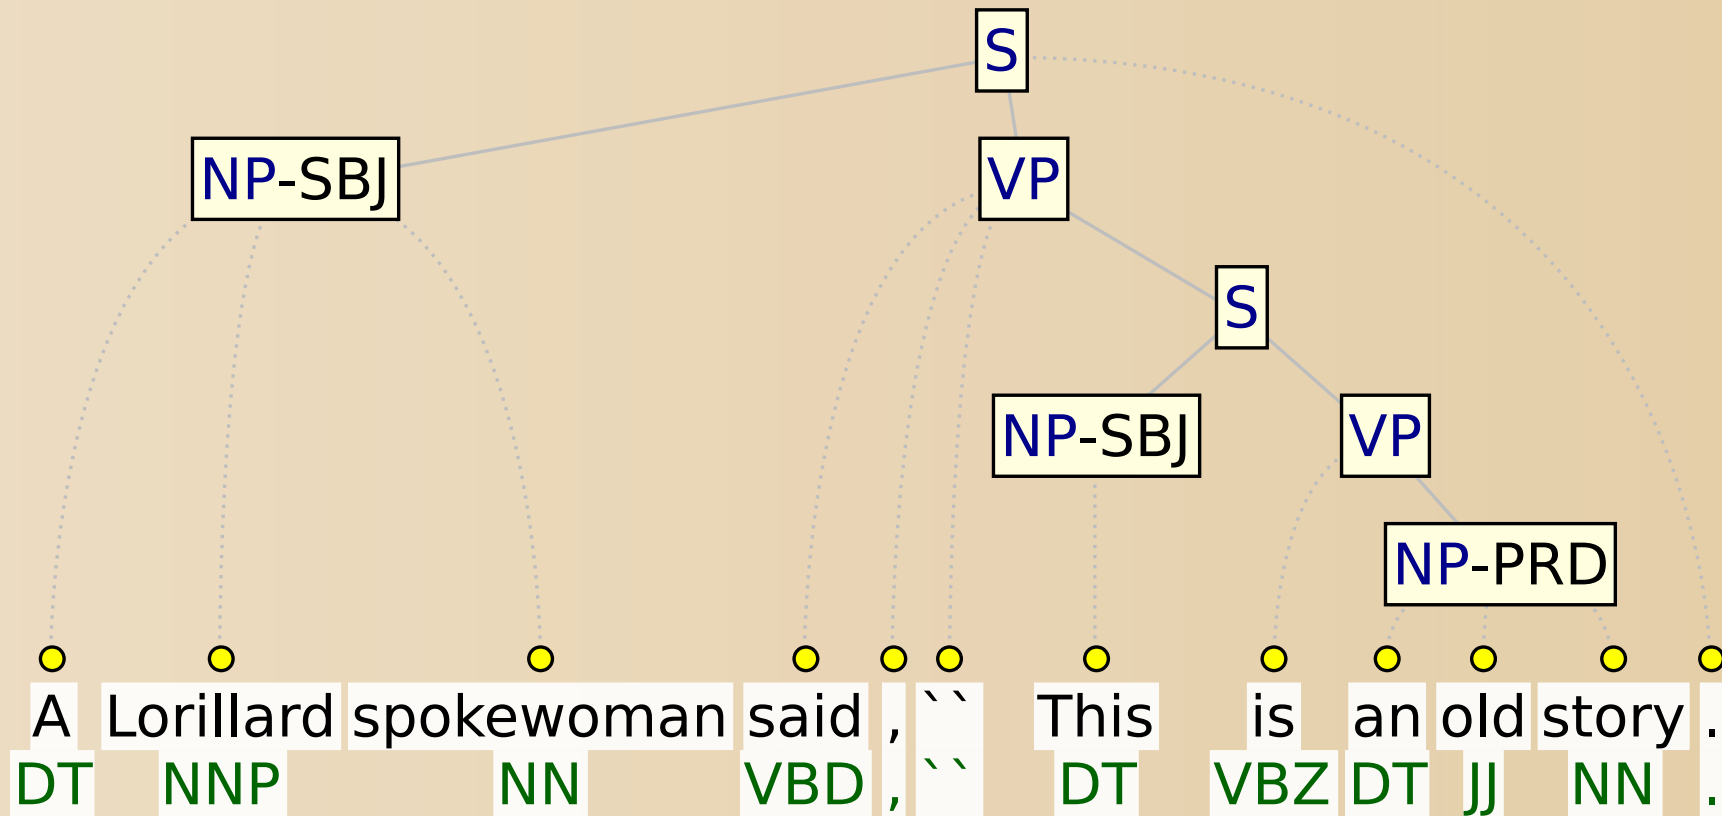 S
NP-SBJ VP
S
NP-SBJ VP
NP-PRD
A Lorillard spokewoman said , `` This is an old story .
DT NNP NN VBD , `` DT VBZ DT JJ NN .